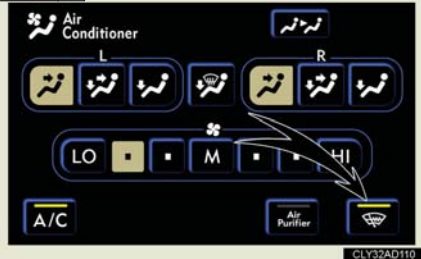 Air
Conditioner
L
R
LO
M
HI
A/C
Air
Purifier
CLY32AD110